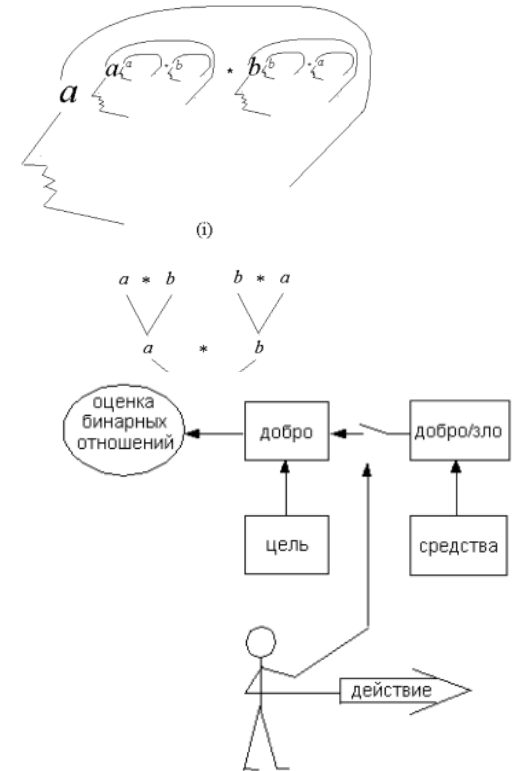 a a a * b * b b * a
(i)
a * b b * a
a * b
оценка
бинарных
отношений
добро
добро/зло
цель
средства
действие